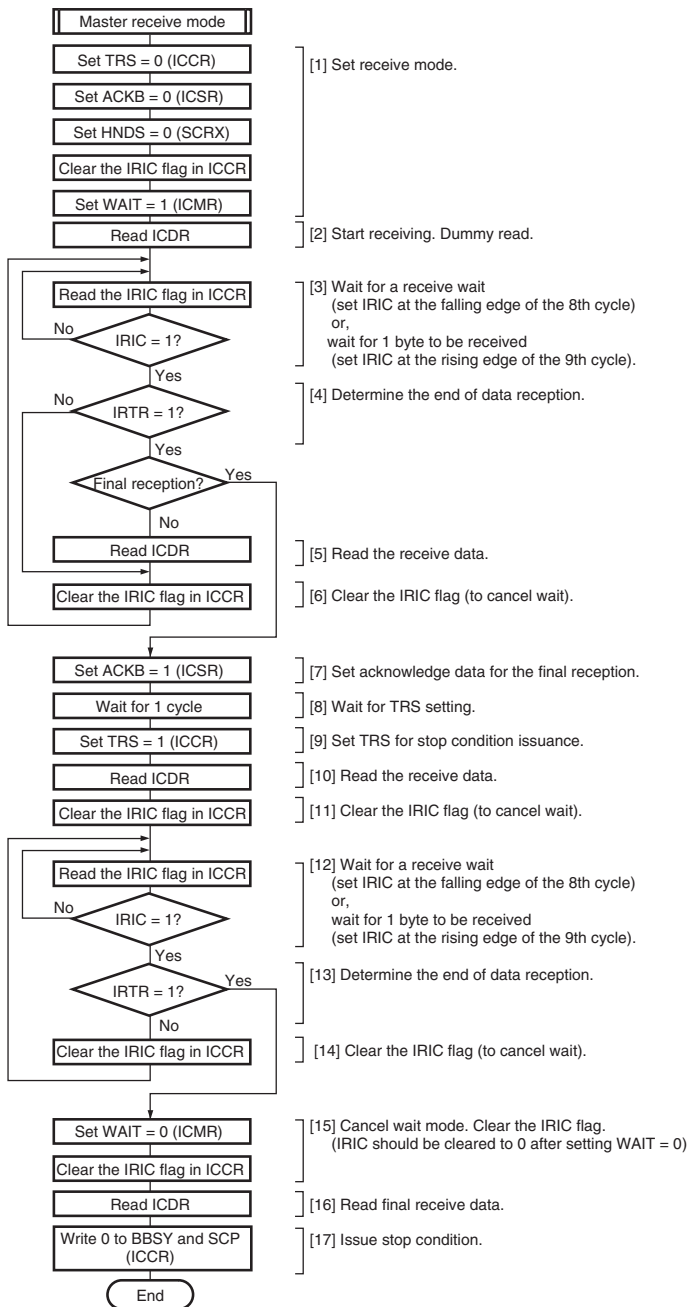 Master receive mode
Set TRS = 0 (ICCR)
[1] Set receive mode.
Set ACKB = 0 (ICSR)
Set HNDS = 0 (SCRX)
Clear the IRIC flag in ICCR
Set WAIT = 1 (ICMR)
Read ICDR
[2] Start receiving. Dummy read.
Read the IRIC flag in ICCR
[3] Wait for a receive wait
(set IRIC at the falling edge of the 8th cycle)
or,
wait for 1 byte to be received
(set IRIC at the rising edge of the 9th cycle).
No
IRIC = 1?
Yes
[4] Determine the end of data reception.
No
IRTR = 1?
Yes
Final reception?
Yes
No
Read ICDR
[5] Read the receive data.
Clear the IRIC flag in ICCR
[6] Clear the IRIC flag (to cancel wait).
Set ACKB = 1 (ICSR)
[7] Set acknowledge data for the final reception.
Wait for 1 cycle
[8] Wait for TRS setting.
Set TRS = 1 (ICCR)
[9] Set TRS for stop condition issuance.
Read ICDR
[10] Read the receive data.
Clear the IRIC flag in ICCR
[11] Clear the IRIC flag (to cancel wait).
Read the IRIC flag in ICCR
[12] Wait for a receive wait
(set IRIC at the falling edge of the 8th cycle)
or,
wait for 1 byte to be received
(set IRIC at the rising edge of the 9th cycle).
No
IRIC = 1?
Yes
[13] Determine the end of data reception.
IRTR = 1?
Yes
No
Clear the IRIC flag in ICCR
[14] Clear the IRIC flag (to cancel wait).
Set WAIT = 0 (ICMR)
[15] Cancel wait mode. Clear the IRIC flag.
(IRIC should be cleared to 0 after setting WAIT = 0)
Clear the IRIC flag in ICCR
Read ICDR
[16] Read final receive data.
Write 0 to BBSY and SCP
(ICCR)
[17] Issue stop condition.
End